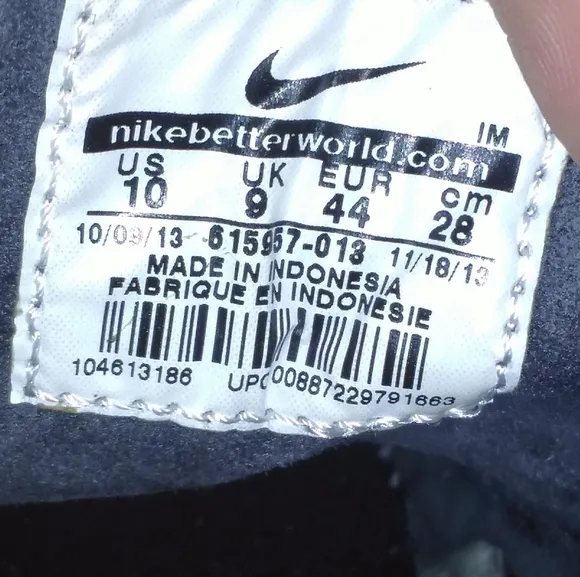 IM
nikebetterworld.com
US UK EUR cm
10 9 44 28
10/09/13 615957-013 11/18/13
MADE IN INDONESIA
FABRIQUE EN INDONESIE
104613186 UPC 00887229791663